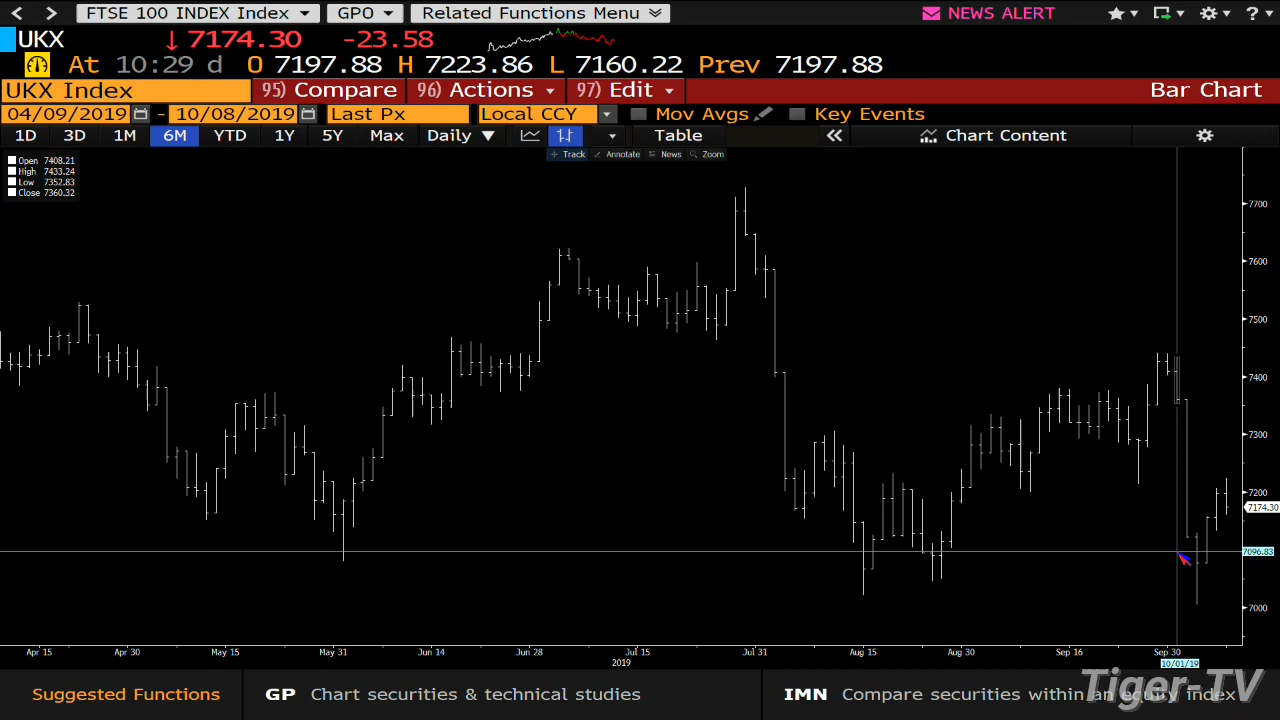 FTSE 100 INDEX Index GPO Related Functions Menu NEWS ALERT ?
UKX ↓ 7174.30 -23.58
At 10:29 d O 7197.88 H 7223.86 L 7160.22 Prev 7197.88
UKX Index 95) Compare 96) Actions 97) Edit Bar Chart
04/09/2019 - 10/08/2019 Last Px Local CCY Mov Avgs Key Events
1D 3D 1M 6M YTD 1Y 5Y Max Daily ▼ Table « Chart Content
Track Annotate News Zoom
Open 7408.21
High 7433.24
Low 7352.83
Close 7360.32
7700
7600
7500
7400
7300
7200
7174.30
7096.83
7000
Apr 15 Apr 30 May 15 May 31 Jun 14 Jun 28 Jul 15 Jul 31 Aug 15 Aug 30 Sep 16 Sep 30
2019 10/01/19
Suggested Functions GP Chart securities & technical studies IMN Compare securities within an equity index
Tiger-TV